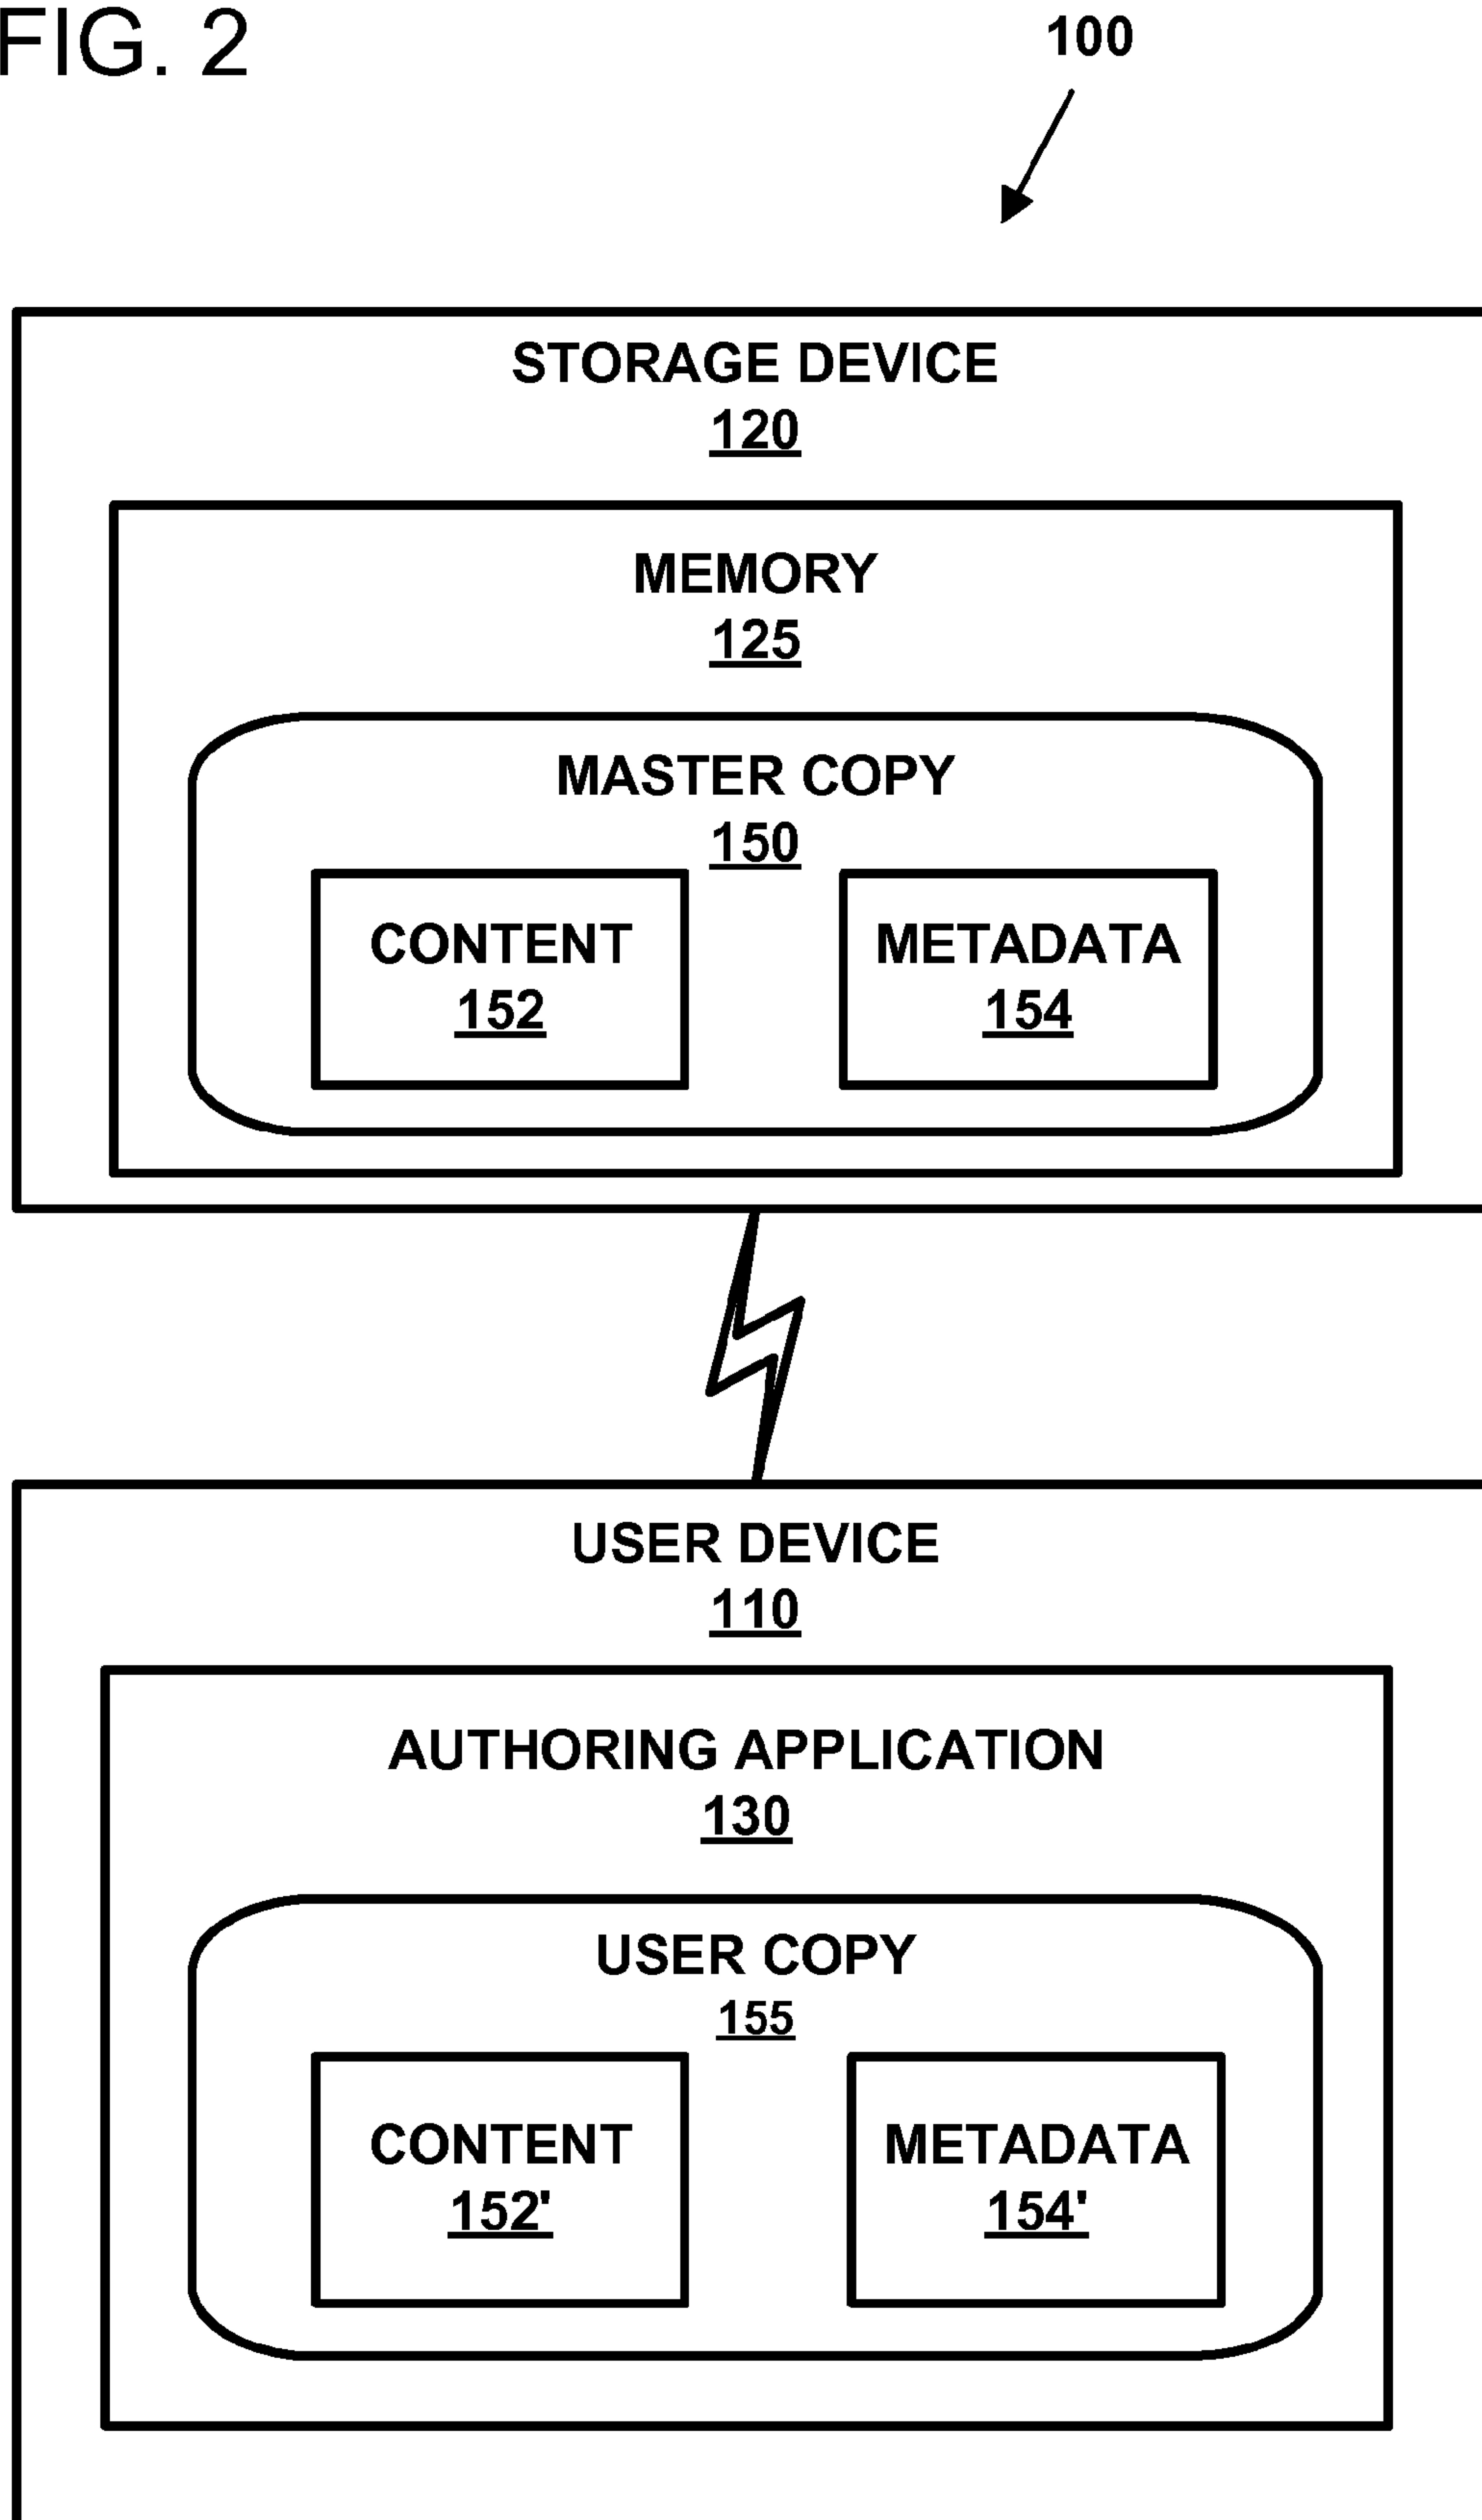 FIG. 2
100
STORAGE DEVICE
120
MEMORY
125
MASTER COPY
150
CONTENT
152
METADATA
154
USER DEVICE
110
AUTHORING APPLICATION
130
USER COPY
155
CONTENT
152'
METADATA
154'